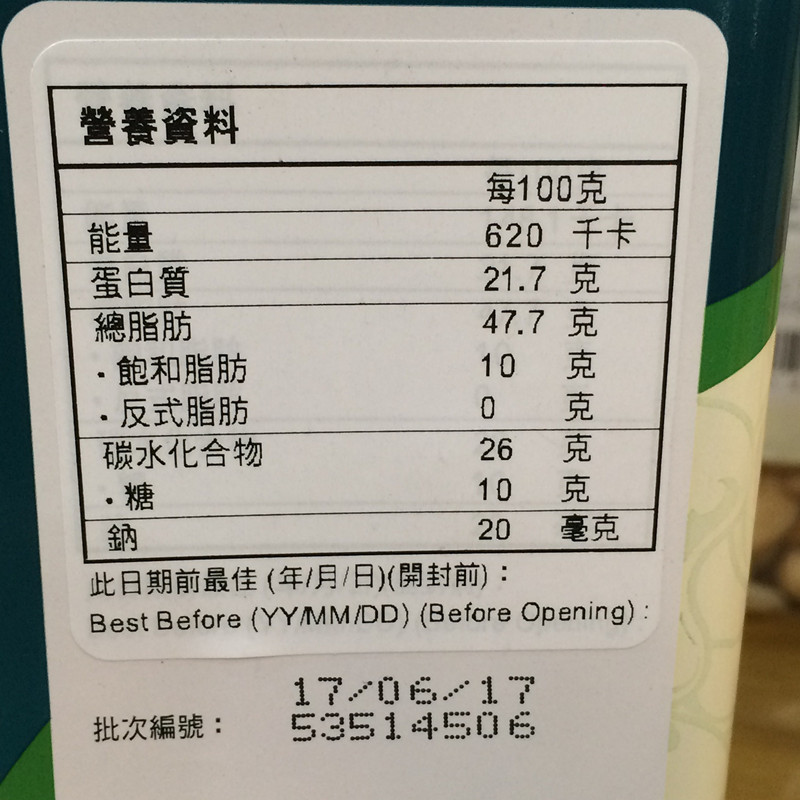 營養資料
每100克
能量 620 千卡
蛋白質 21.7 克
總脂肪 47.7 克
·飽和脂肪 10 克
·反式脂肪 0 克
碳水化合物 26 克
·糖 10 克
鈉 20 毫克
此日期前最佳 (年/月/日)(開封前)：
Best Before (YY/MM/DD) (Before Opening) :
17/06/17
批次編號： 53514506